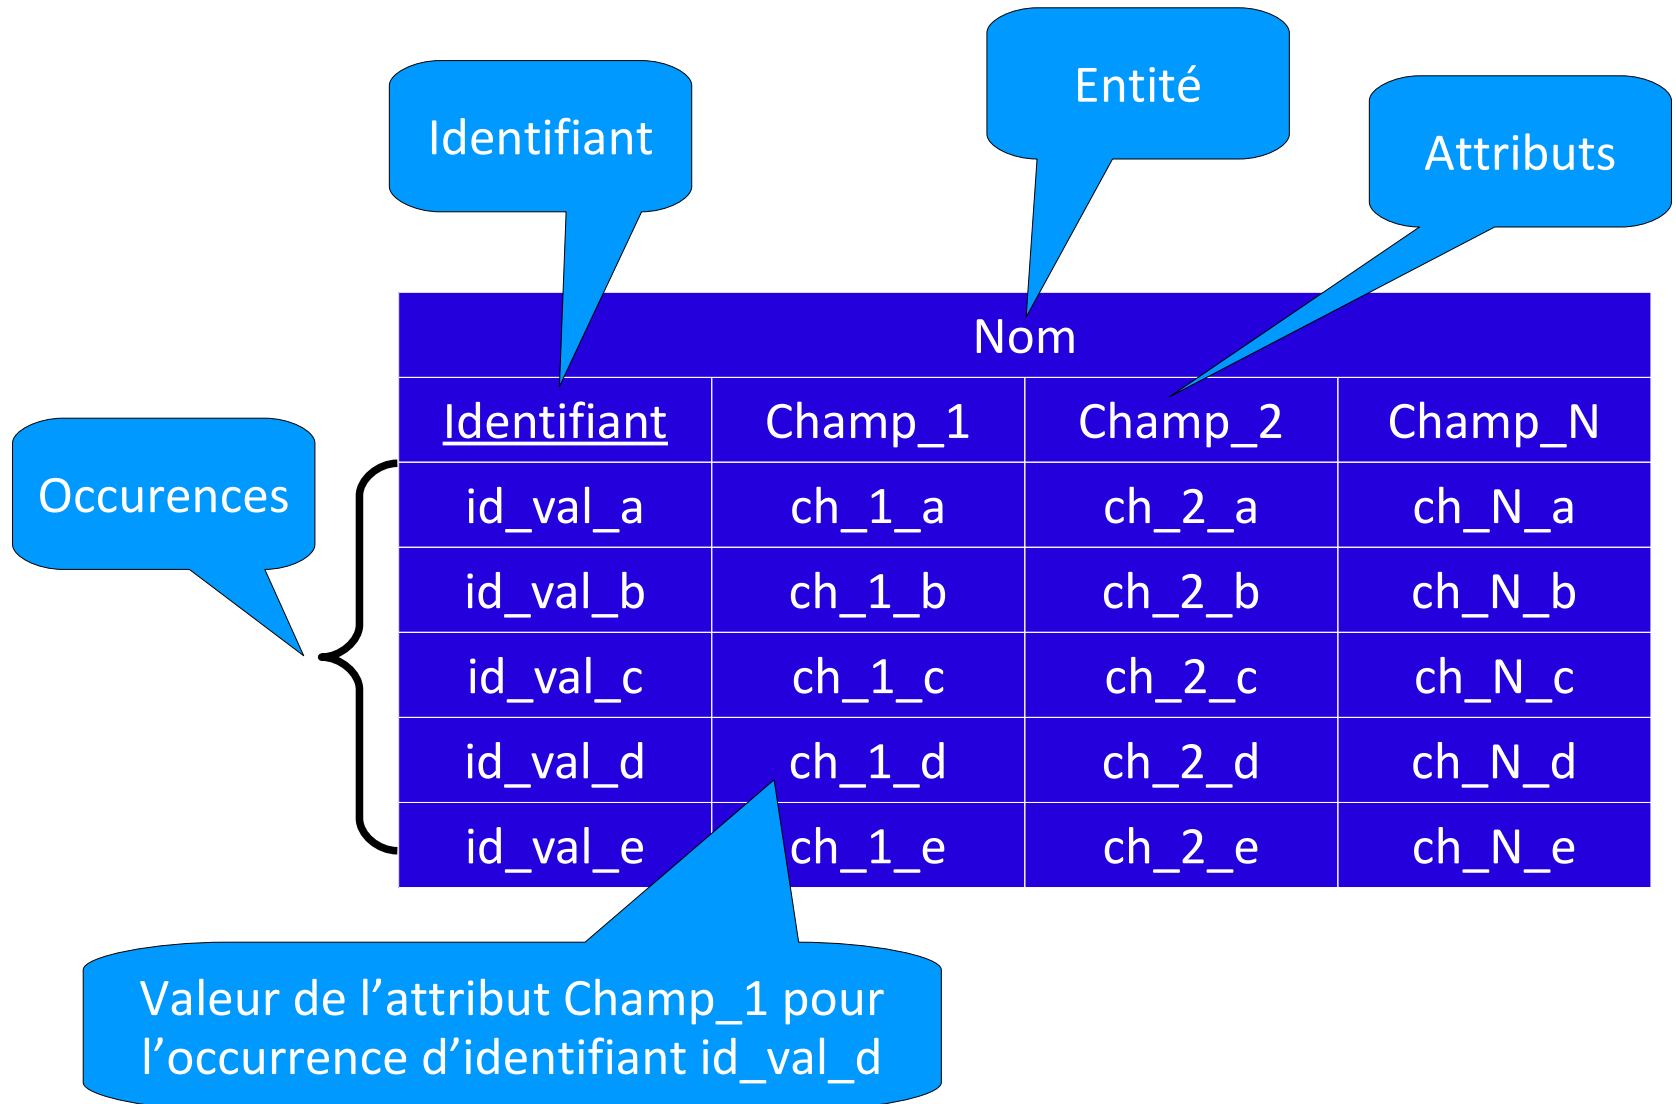 Entité
Identifiant
Attributs
Nom
Identifiant Champ_1 Champ_2 Champ_N
Occurences
id_val_a ch_1_a ch_2_a ch_N_a
id_val_b ch_1_b ch_2_b ch_N_b
id_val_c ch_1_c ch_2_c ch_N_c
id_val_d ch_1_d ch_2_d ch_N_d
id_val_e ch_1_e ch_2_e ch_N_e
Valeur de l’attribut Champ_1 pour
l’occurrence d’identifiant id_val_d